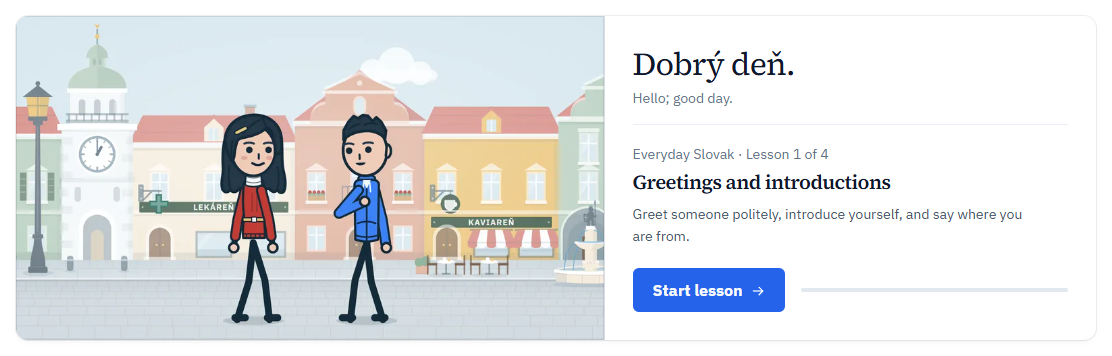 LEKÁREŇ
KAVIAREŇ
Dobrý deň.
Hello; good day.
Everyday Slovak · Lesson 1 of 4
Greetings and introductions
Greet someone politely, introduce yourself, and say where you
are from.
Start lesson →